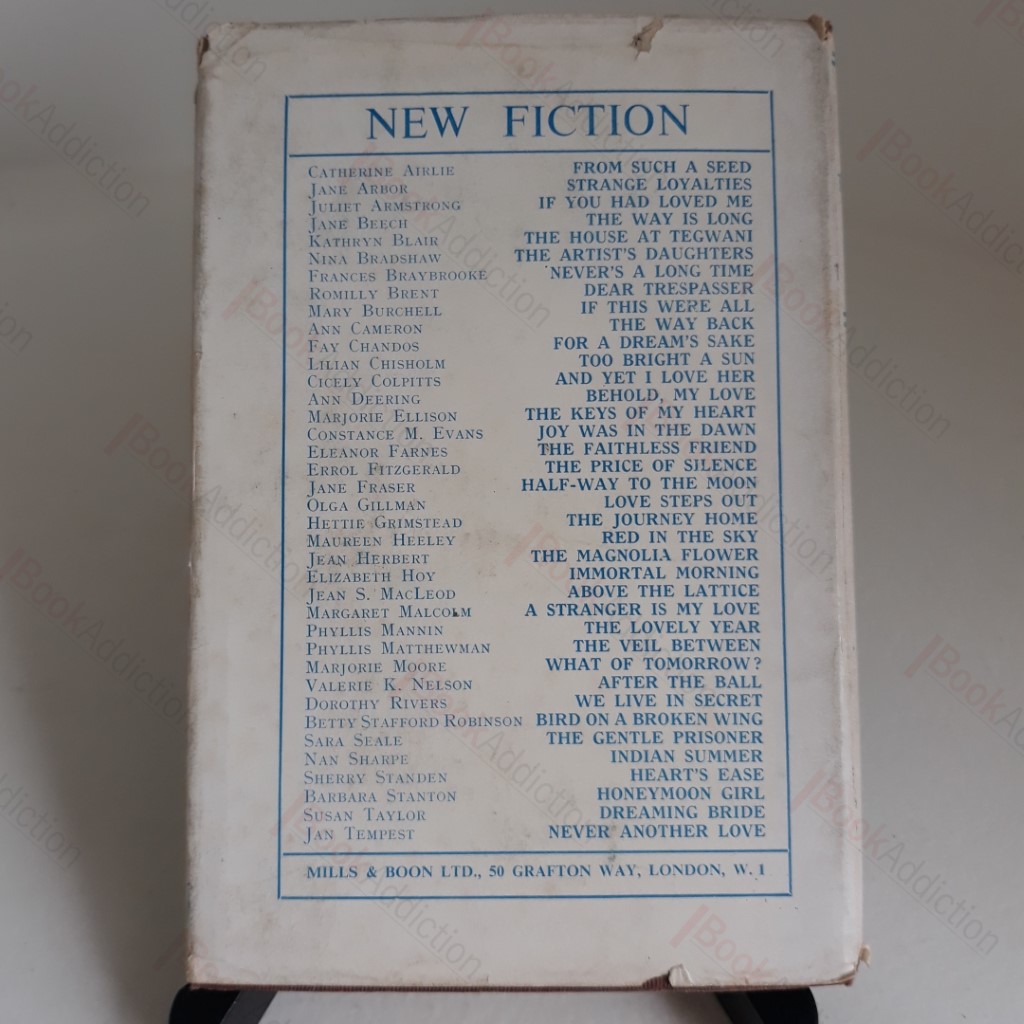 NEW FICTION
CATHERINE AIRLIE FROM SUCH A SEED
JANE ARBOR STRANGE LOYALTIES
JULIET ARMSTRONG IF YOU HAD LOVED ME
JANE BEECH THE WAY IS LONG
KATHRYN BLAIR THE HOUSE AT TEGWANI
NINA BRADSHAW THE ARTIST'S DAUGHTERS
FRANCES BRAYBROOKE NEVER'S A LONG TIME
ROMILLY BRENT DEAR TRESPASSER
MARY BURCHELL IF THIS WERE ALL
ANN CAMERON THE WAY BACK
FAY CHANDOS FOR A DREAM'S SAKE
LILIAN CHISHOLM TOO BRIGHT A SUN
CICELY COLPITTS AND YET I LOVE HER
ANN DEERING BEHOLD, MY LOVE
MARJORIE ELLISON THE KEYS OF MY HEART
CONSTANCE M. EVANS JOY WAS IN THE DAWN
ELEANOR FARNES THE FAITHLESS FRIEND
ERROL FITZGERALD THE PRICE OF SILENCE
JANE FRASER HALF-WAY TO THE MOON
OLGA GILLMAN LOVE STEPS OUT
HETTIE GRIMSTEAD THE JOURNEY HOME
MAUREEN HEELEY RED IN THE SKY
JEAN HERBERT THE MAGNOLIA FLOWER
ELIZABETH HOY IMMORTAL MORNING
JEAN S. MACLEOD ABOVE THE LATTICE
MARGARET MALCOLM A STRANGER IS MY LOVE
PHYLLIS MANNIN THE LOVELY YEAR
PHYLLIS MATTHEWMAN THE VEIL BETWEEN
MARJORIE MOORE WHAT OF TOMORROW?
VALERIE K. NELSON AFTER THE BALL
DOROTHY RIVERS WE LIVE IN SECRET
BETTY STAFFORD ROBINSON BIRD ON A BROKEN WING
SARA SEALE THE GENTLE PRISONER
NAN SHARPE INDIAN SUMMER
SHERRY STANDEN HEART'S EASE
BARBARA STANTON HONEYMOON GIRL
SUSAN TAYLOR DREAMING BRIDE
JAN TEMPEST NEVER ANOTHER LOVE
MILLS & BOON LTD., 50 GRAFTON WAY, LONDON, W. 1
BookAddiction